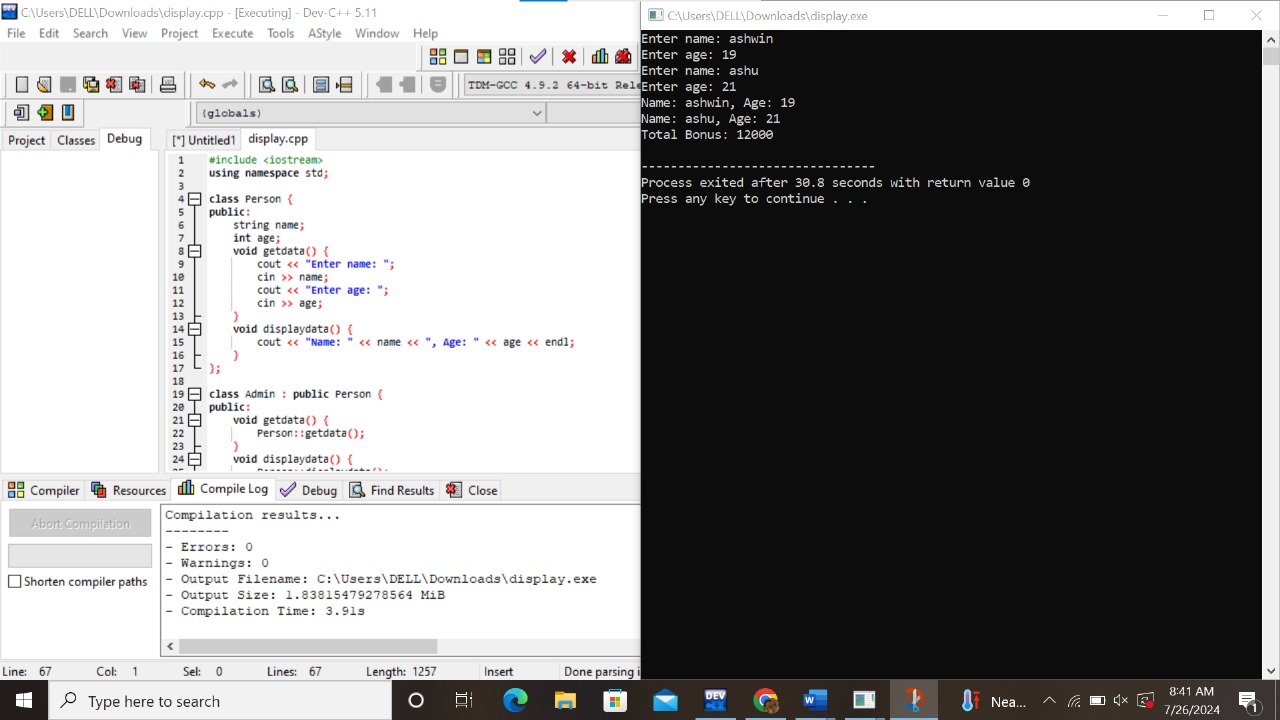 C:\Users\DELL\Downloads\display.cpp - [Executing] - Dev-C++ 5.11
File Edit Search View Project Execute Tools AStyle Window Help
TDM-GCC 4.9.2 64-bit Rele
(globals)
Project Classes Debug
[*] Untitled1 display.cpp
1 #include <iostream>
2 using namespace std;
3
4 class Person {
5 public:
6 string name;
7 int age;
8 void getdata() {
9 cout << "Enter name: ";
10 cin >> name;
11 cout << "Enter age: ";
12 cin >> age;
13 }
14 void displaydata() {
15 cout << "Name: " << name << ", Age: " << age << endl;
16 }
17 };
18
19 class Admin : public Person {
20 public:
21 void getdata() {
22 Person::getdata();
23 }
24 void displaydata() {
Compiler Resources Compile Log Debug Find Results Close
Abort Compilation
Shorten compiler paths
Compilation results...
--------
- Errors: 0
- Warnings: 0
- Output Filename: C:\Users\DELL\Downloads\display.exe
- Output Size: 1.83815479278564 MiB
- Compilation Time: 3.91s
Line: 67 Col: 1 Sel: 0 Lines: 67 Length: 1257 Insert Done parsing i
C:\Users\DELL\Downloads\display.exe
Enter name: ashwin
Enter age: 19
Enter name: ashu
Enter age: 21
Name: ashwin, Age: 19
Name: ashu, Age: 21
Total Bonus: 12000
--------------------------------
Process exited after 30.8 seconds with return value 0
Press any key to continue . . .
Type here to search
DEV
Nea...
8:41 AM
7/26/2024
1